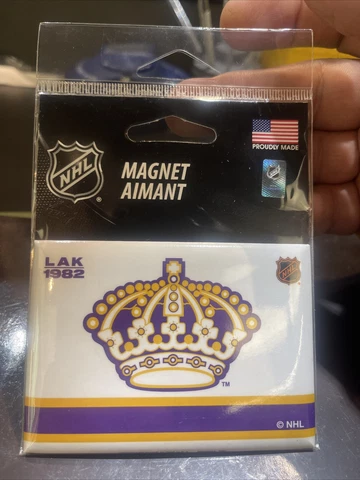 NHL
®
MAGNET
AIMANT
PROUDLY MADE
LAK
1982
NHL
TM
© NHL